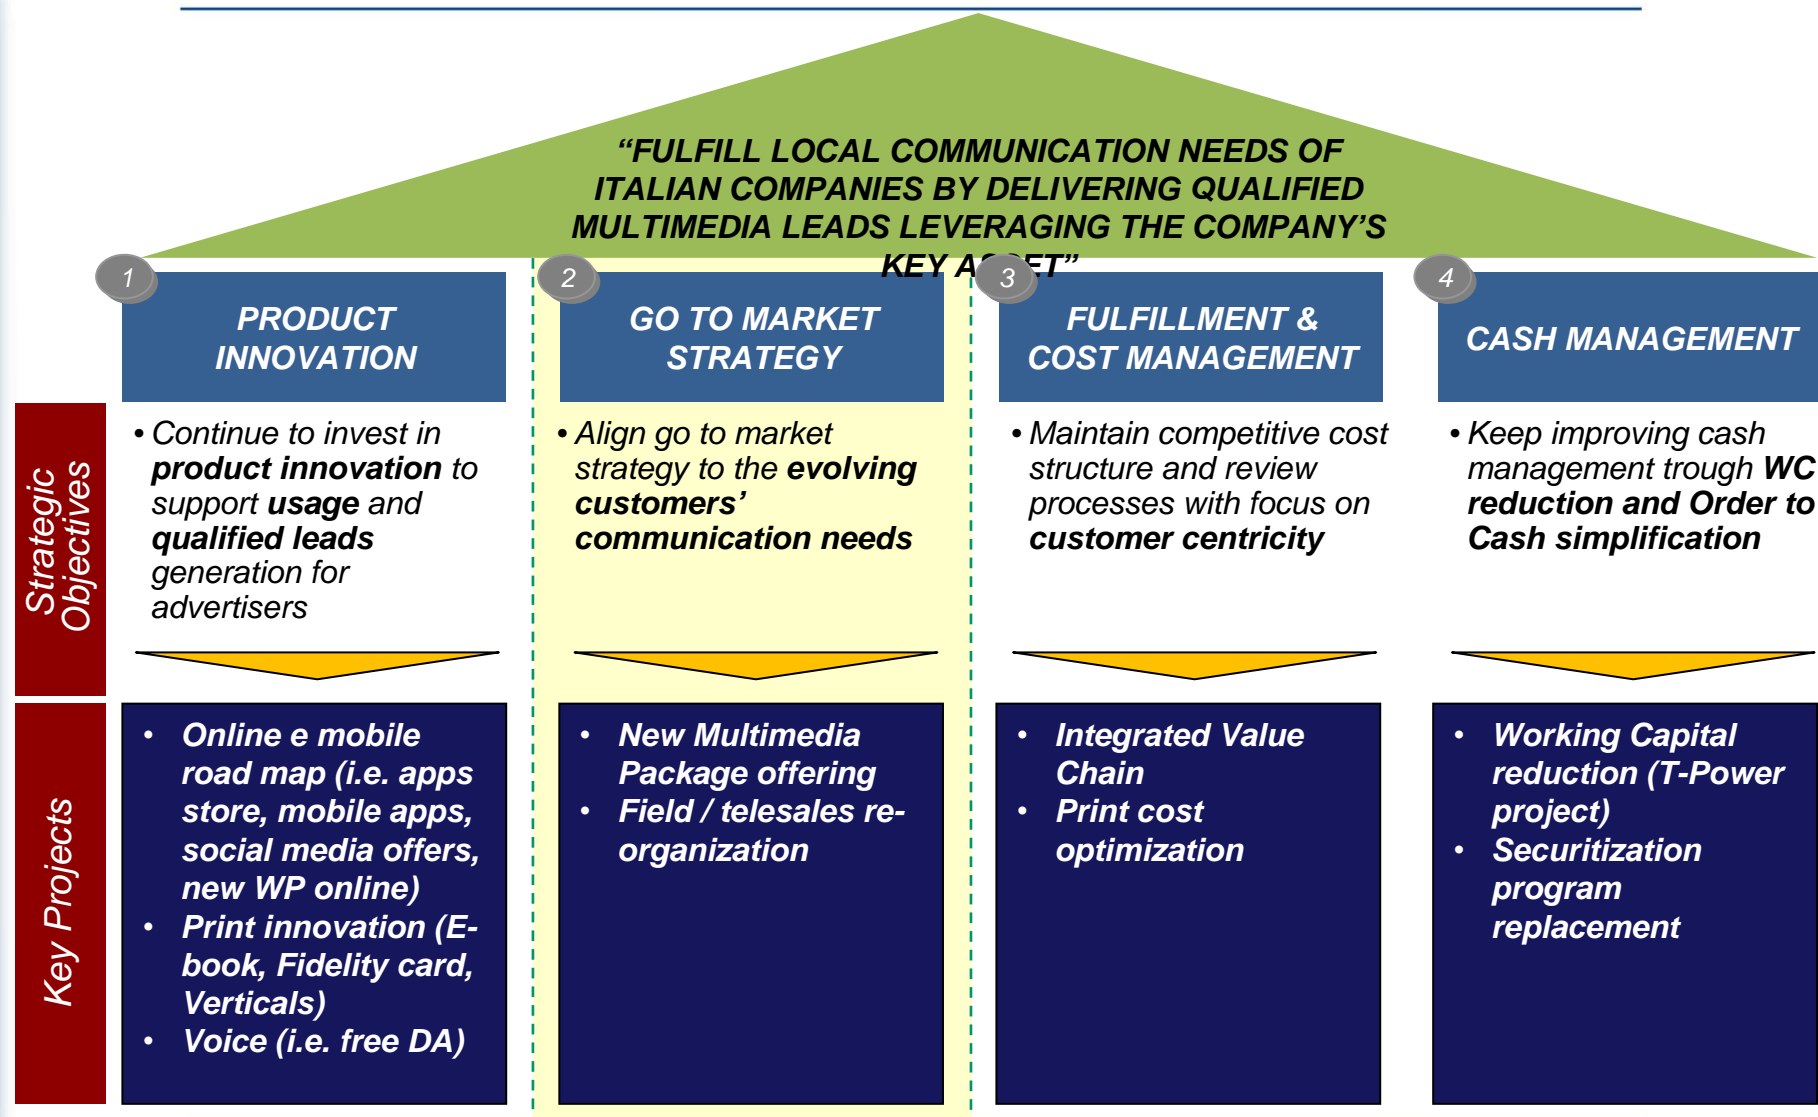 “FULFILL LOCAL COMMUNICATION NEEDS OF
ITALIAN COMPANIES BY DELIVERING QUALIFIED
MULTIMEDIA LEADS LEVERAGING THE COMPANY’S
KEY ASSET”
1
PRODUCT
INNOVATION
2
GO TO MARKET
STRATEGY
3
FULFILLMENT &
COST MANAGEMENT
4
CASH MANAGEMENT
Strategic
Objectives
• Continue to invest in
product innovation to
support usage and
qualified leads
generation for
advertisers
• Align go to market
strategy to the evolving
customers’
communication needs
• Maintain competitive cost
structure and review
processes with focus on
customer centricity
• Keep improving cash
management trough WC
reduction and Order to
Cash simplification
Key Projects
• Online e mobile
road map (i.e. apps
store, mobile apps,
social media offers,
new WP online)
• Print innovation (E-
book, Fidelity card,
Verticals)
• Voice (i.e. free DA)
• New Multimedia
Package offering
• Field / telesales re-
organization
• Integrated Value
Chain
• Print cost
optimization
• Working Capital
reduction (T-Power
project)
• Securitization
program
replacement